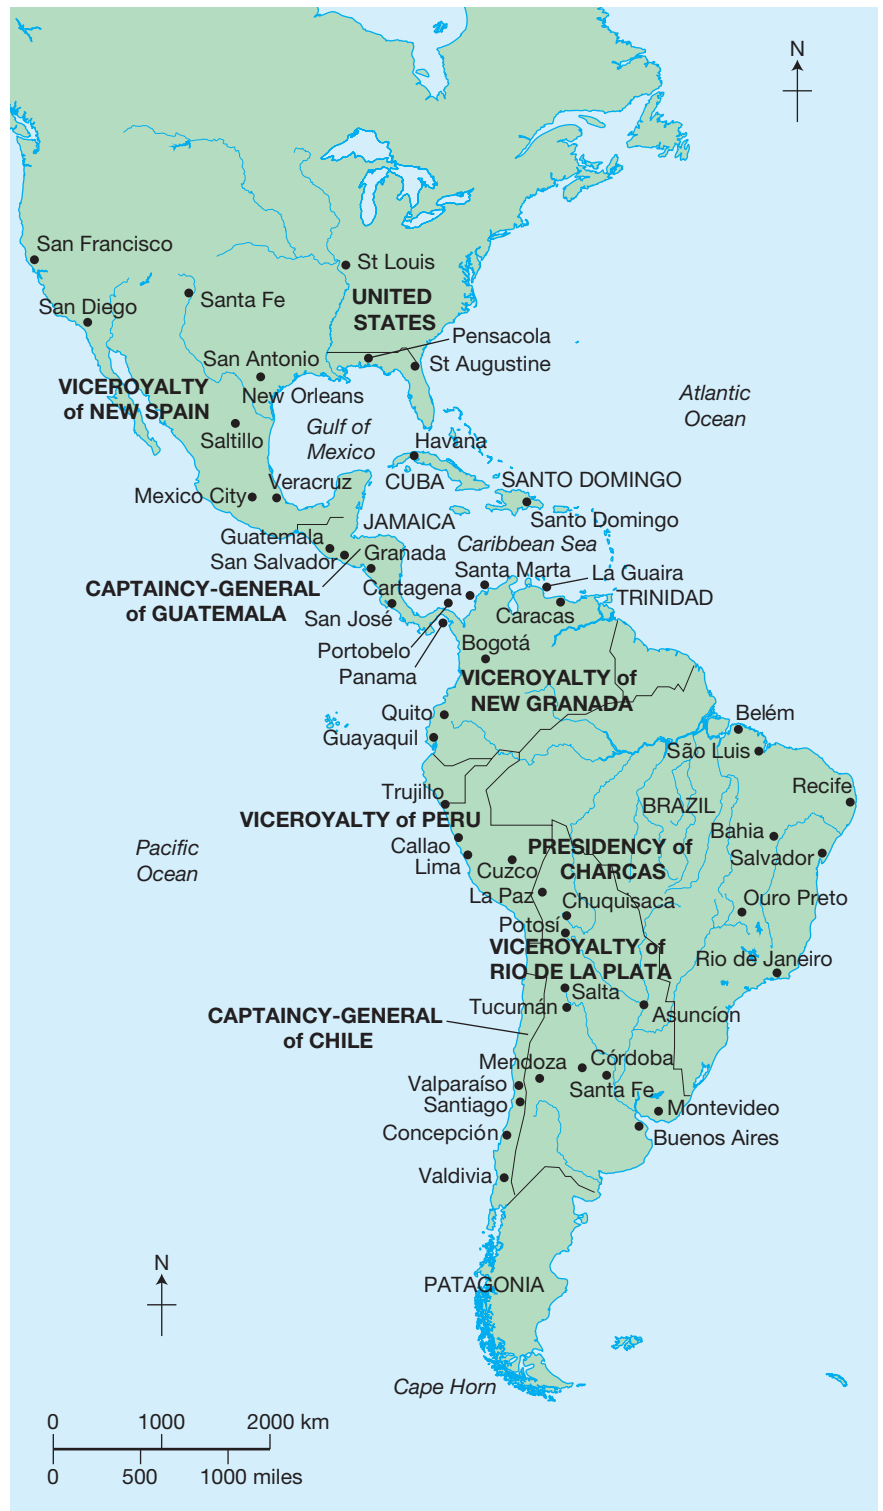 N
San Francisco
St Louis
Santa Fe
UNITED
STATES
San Diego
Pensacola
San Antonio
St Augustine
VICEROYALTY
of NEW SPAIN
New Orleans
Atlantic
Ocean
Saltillo
Gulf of
Mexico
Havana
CUBA
SANTO DOMINGO
Mexico City
Veracruz
JAMAICA
Santo Domingo
Guatemala
San Salvador
Granada
Caribbean Sea
Santa Marta
La Guaira
CAPTAINCY-GENERAL
of GUATEMALA
Cartagena
TRINIDAD
San José
Caracas
Portobelo
Bogotá
Panama
VICEROYALTY of
NEW GRANADA
Quito
Belém
Guayaquil
São Luis
Trujillo
Recife
BRAZIL
VICEROYALTY of PERU
Bahia
Pacific
Ocean
Callao
PRESIDENCY of
CHARCAS
Salvador
Lima
Cuzco
La Paz
Chuquisaca
Ouro Preto
Potosí
VICEROYALTY of
RIO DE LA PLATA
Rio de Janeiro
Salta
Tucumán
Asuncíon
CAPTAINCY-GENERAL
of CHILE
Mendoza
Córdoba
Valparaíso
Santa Fe
Santiago
Montevideo
Concepción
Buenos Aires
Valdivia
N
PATAGONIA
Cape Horn
0 1000 2000 km
0 500 1000 miles